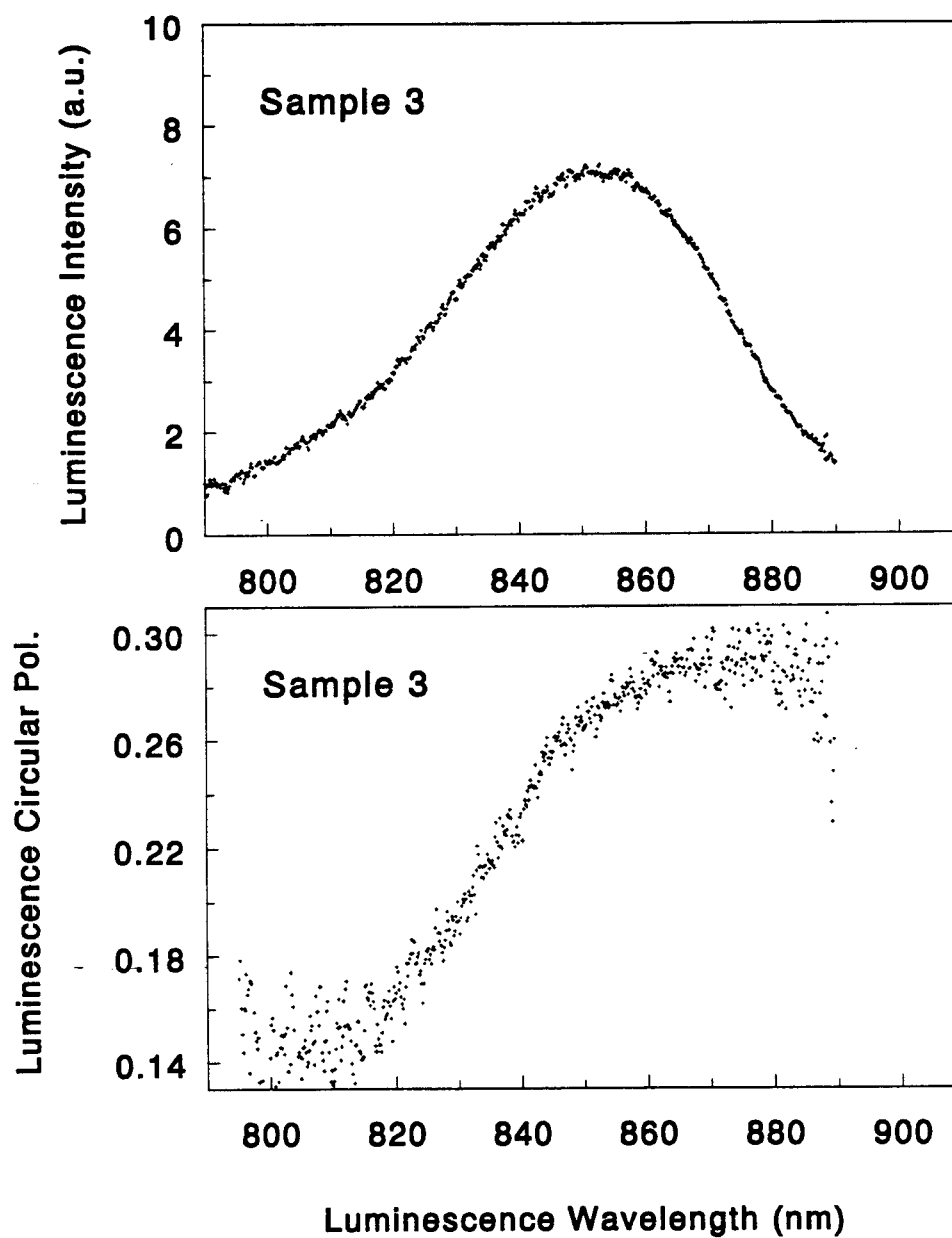 Luminescence Intensity (a.u.)
10
8
6
4
2
0
Sample 3
800 820 840 860 880 900
Luminescence Circular Pol.
0.30
0.26
0.22
0.18
0.14
Sample 3
800 820 840 860 880 900
Luminescence Wavelength (nm)